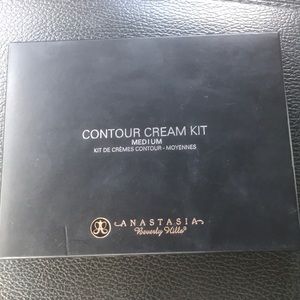 CONTOUR CREAM KIT
MEDIUM
KIT DE CRÈMES CONTOUR - MOYENNES
ANASTASIA
Beverly Hills